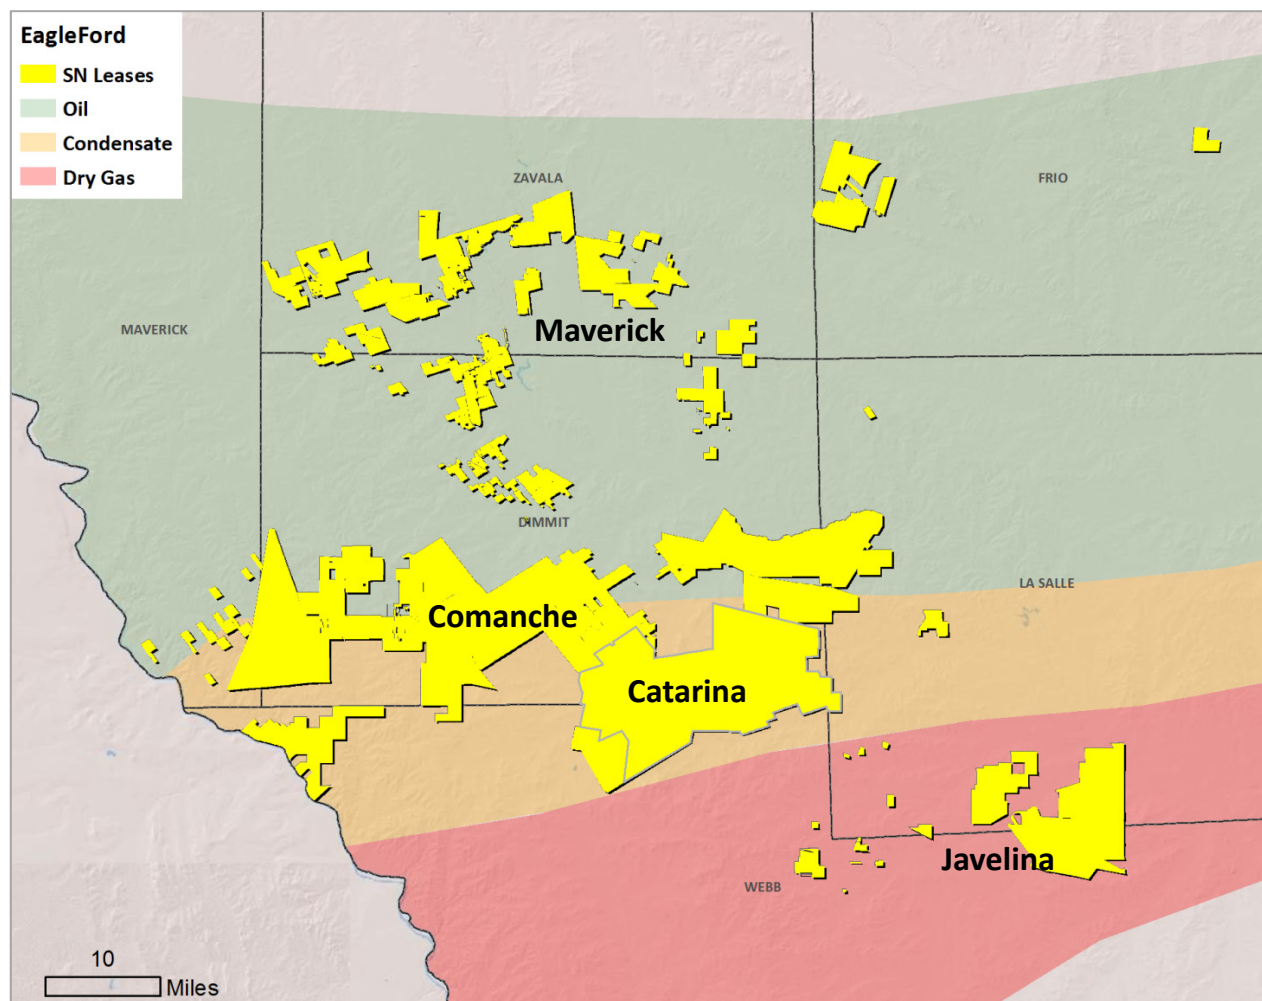 EagleFord
SN Leases
Oil
Condensate
Dry Gas
ZAVALA
FRIO
MAVERICK
Maverick
DIMMIT
LA SALLE
Comanche
Catarina
Javelina
WEBB
10
Miles